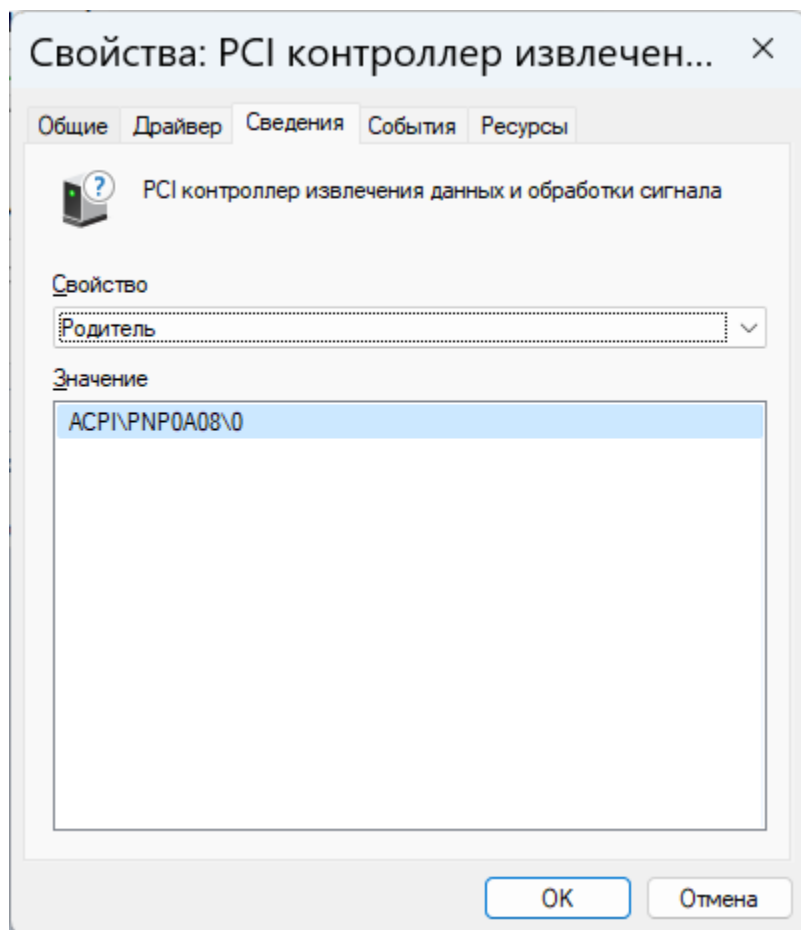 Свойства: PCI контроллер извлечен...
Общие Драйвер Сведения События Ресурсы
PCI контроллер извлечения данных и обработки сигнала
Свойство
Родитель
Значение
ACPI\PNP0A08\0
ОК Отмена